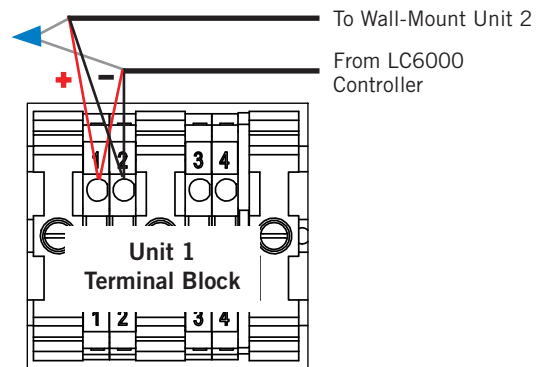 To Wall-Mount Unit 2
From LC6000
Controller
+ −
1 2 3 4
Unit 1
Terminal Block
1 2 3 4